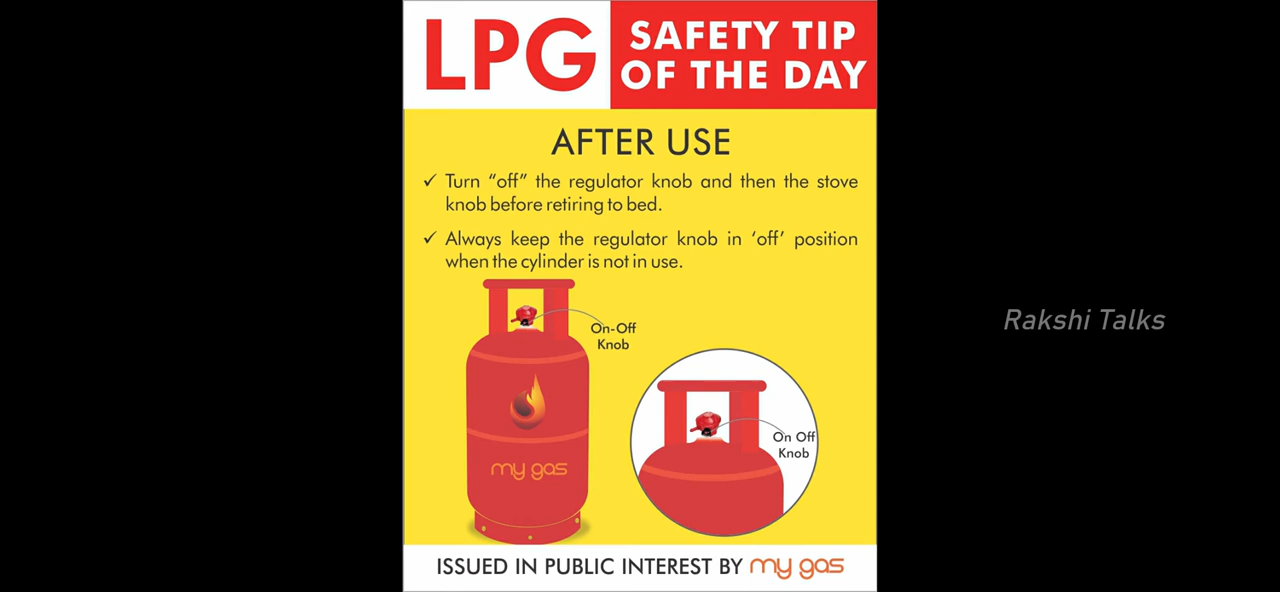 LPG
SAFETY TIP
OF THE DAY
AFTER USE
✓ Turn “off” the regulator knob and then the stove
knob before retiring to bed.
✓ Always keep the regulator knob in ‘off’ position
when the cylinder is not in use.
On-Off
Knob
my gas
On Off
Knob
ISSUED IN PUBLIC INTEREST BY my gas
Rakshi Talks